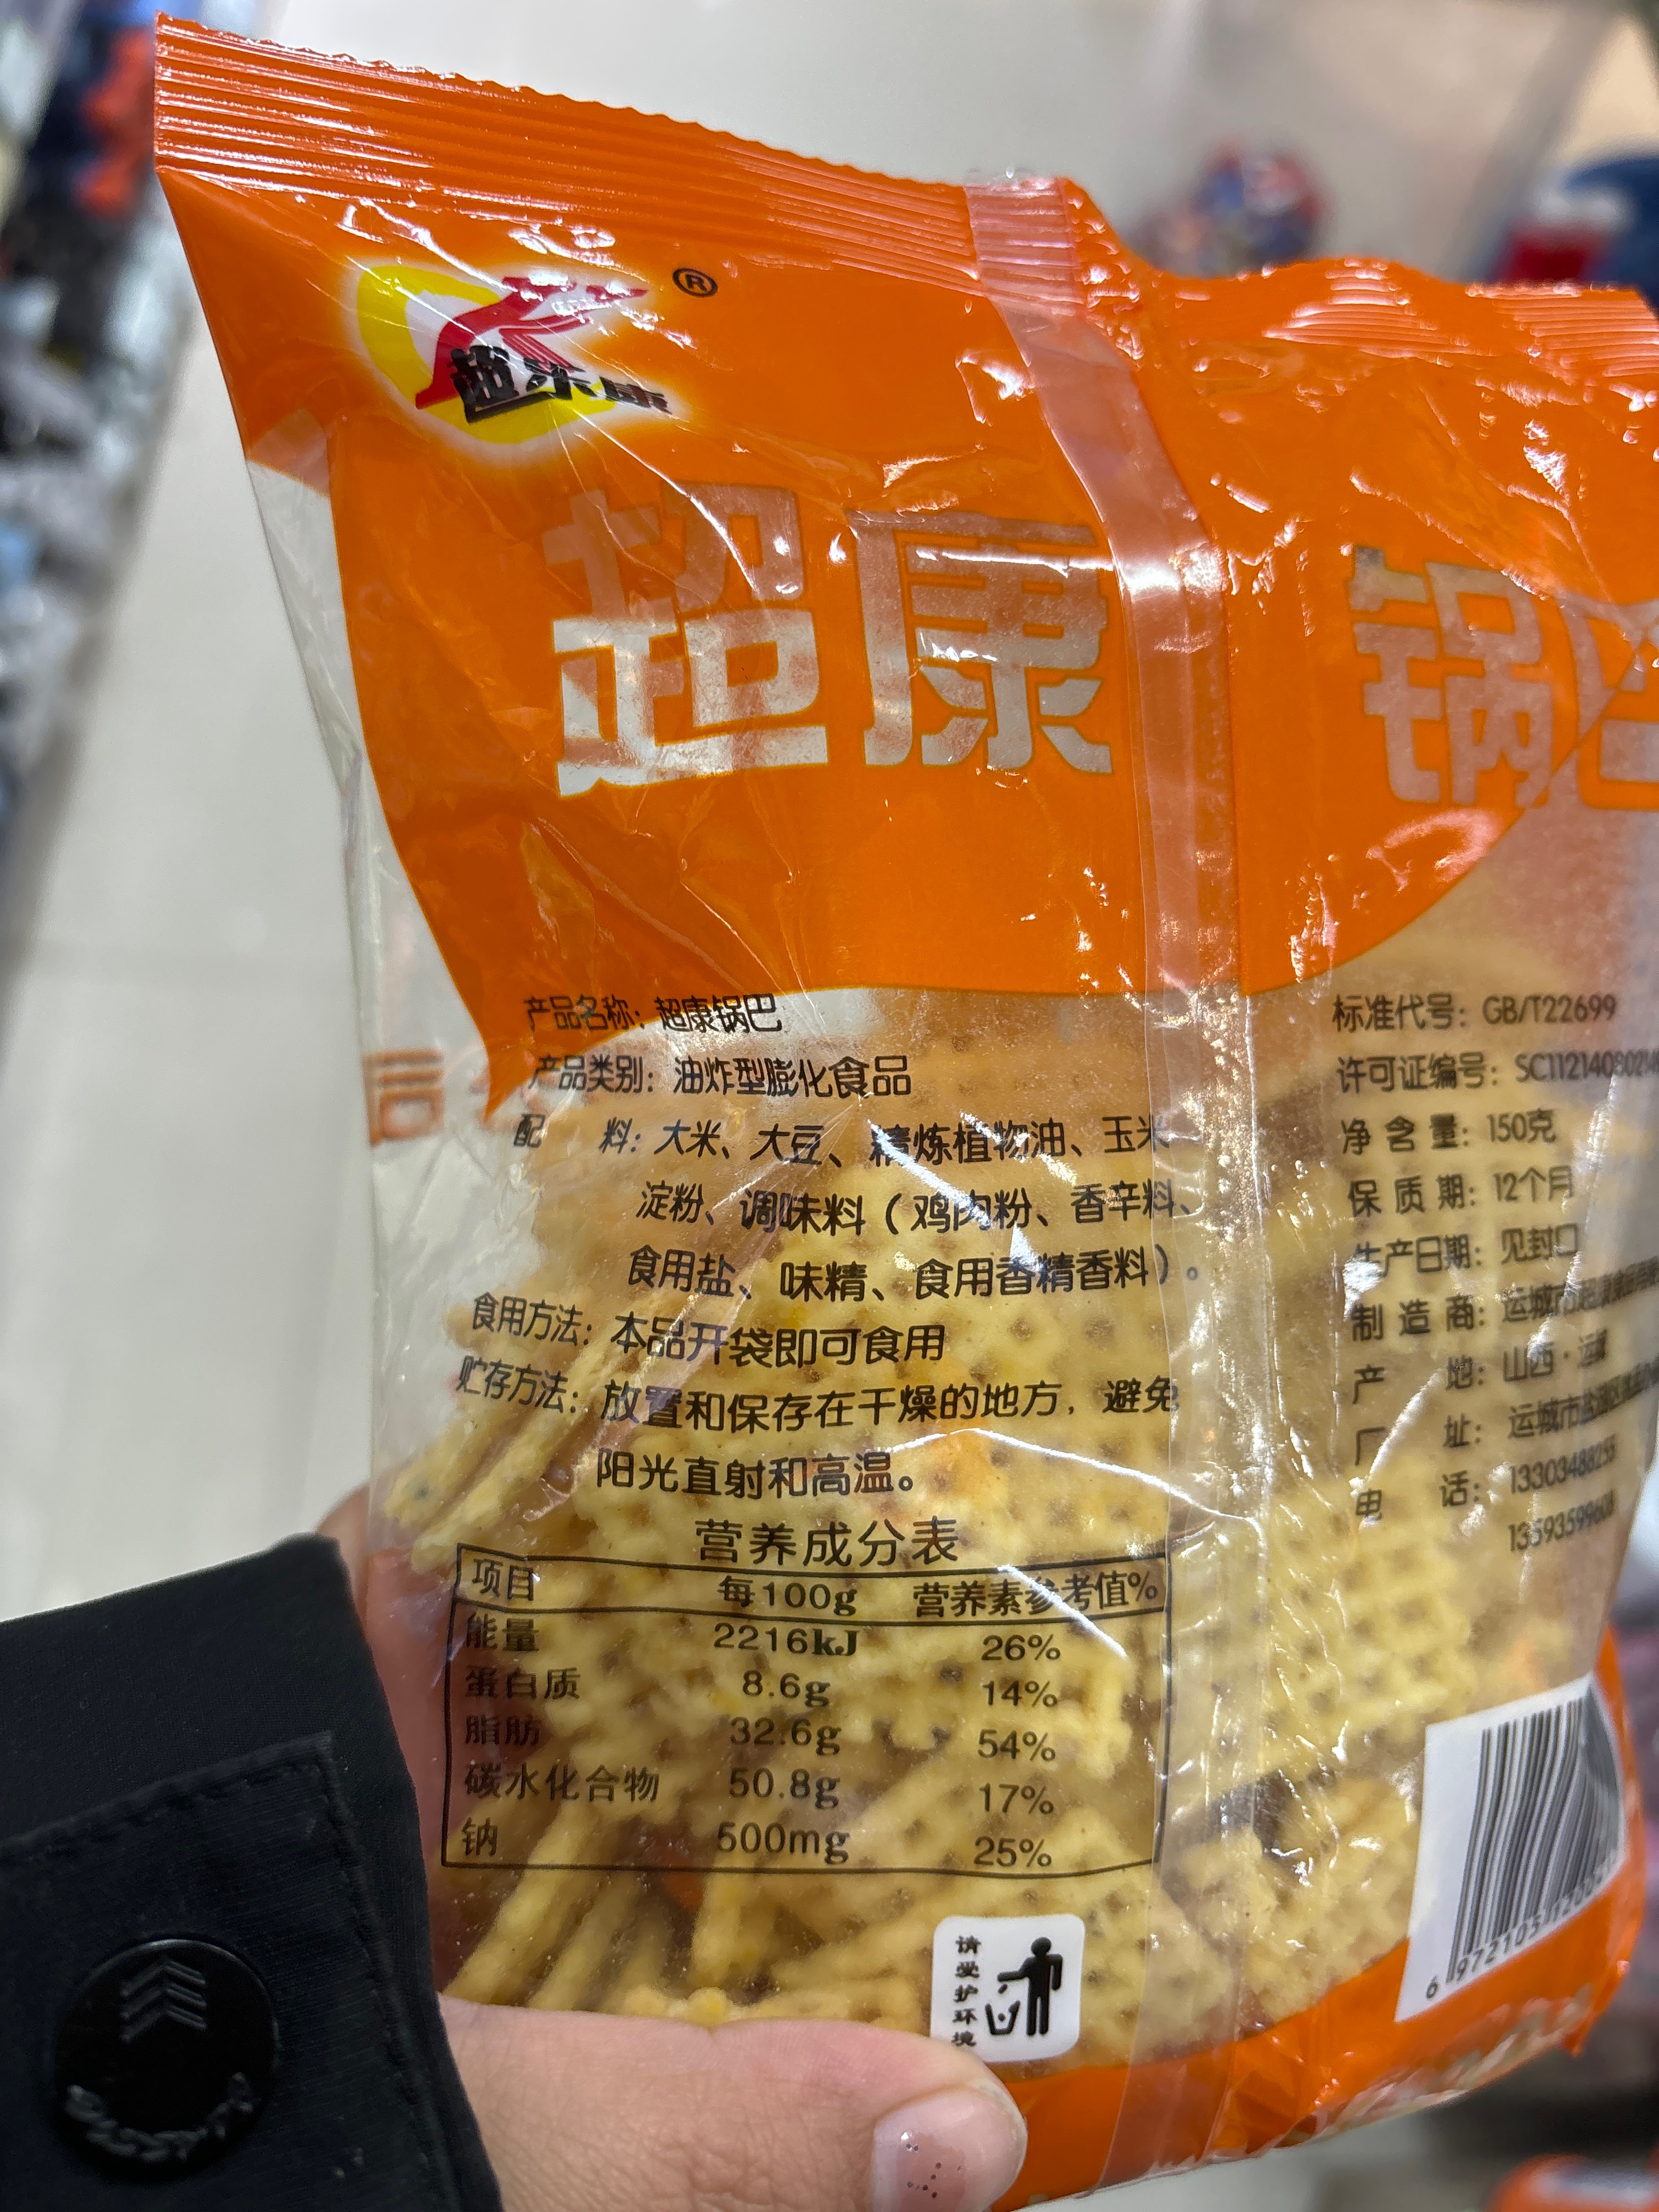 ®
超乐康
超康
锅巴
产品名称：超康锅巴
产品类别：油炸型膨化食品
配 料：大米、大豆、精炼植物油、玉米
淀粉、调味料（鸡肉粉、香辛料、
食用盐、味精、食用香精香料）。
食用方法：本品开袋即可食用
贮存方法：放置和保存在干燥的地方，避免
阳光直射和高温。
营养成分表
项目 每100g 营养素参考值%
能量 2216kJ 26%
蛋白质 8.6g 14%
脂肪 32.6g 54%
碳水化合物 50.8g 17%
钠 500mg 25%
请爱护环境
标准代号：GB/T22699
许可证编号：
净含量：150克
保质期：12个月
生产日期：见封口
制造商：运城市
产 地：山西·运城
厂 址：运城市盐湖区
电 话：13303488255